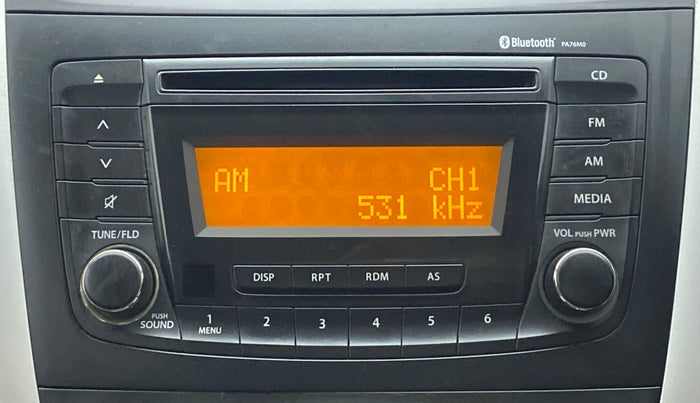 Bluetooth PA76M0
CD
FM
AM
MEDIA
AM CH1
531 kHz
TUNE/FLD
PUSH
SOUND
VOL PUSH PWR
DISP RPT RDM AS
1 2 3 4 5 6
MENU